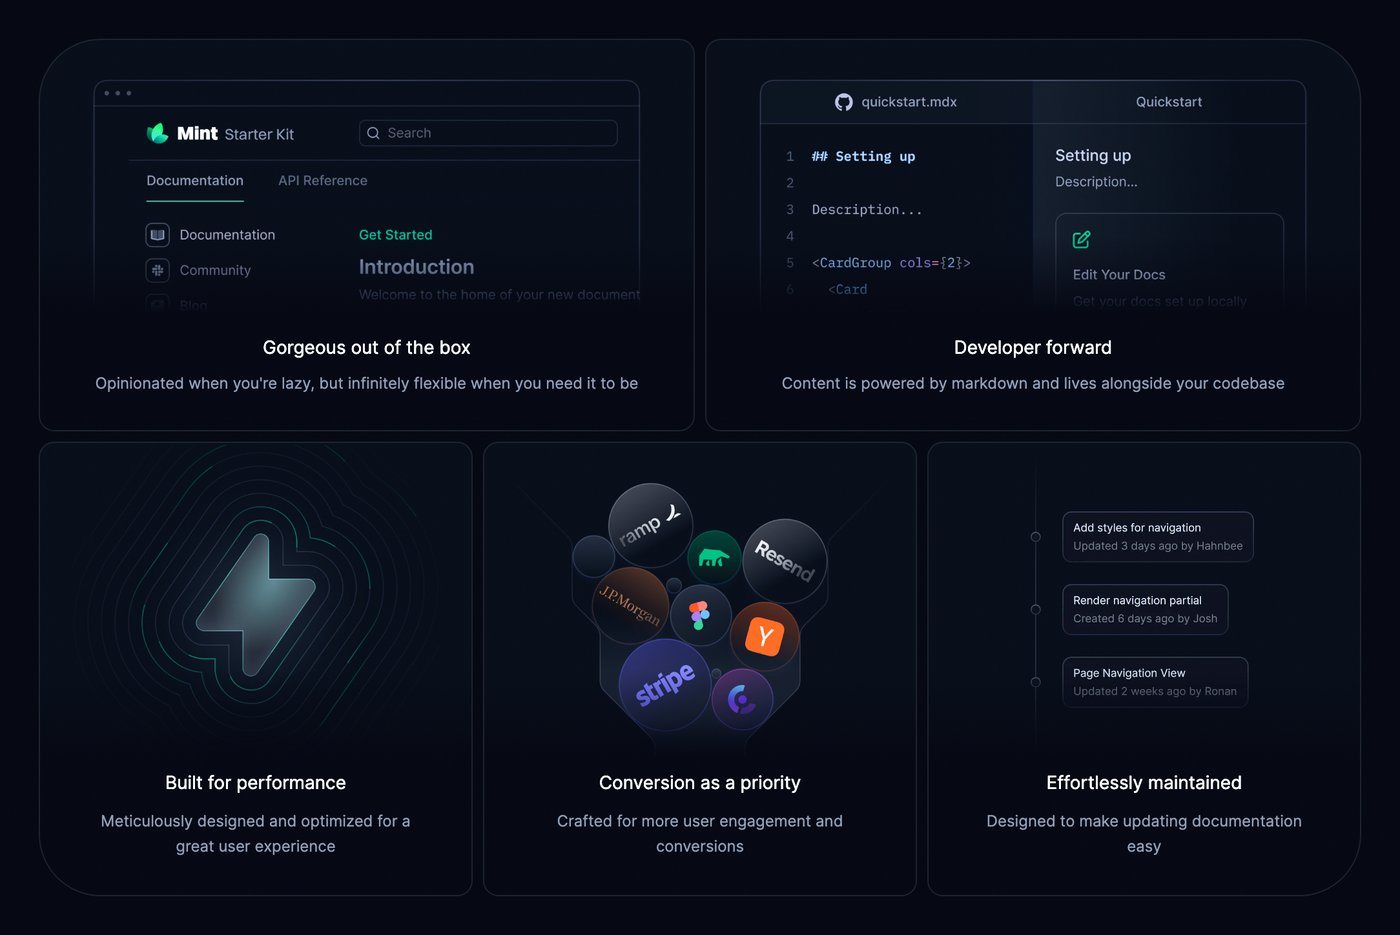 Mint Starter Kit
Search
Documentation
API Reference
Documentation
Community
Blog
Get Started
Introduction
Welcome to the home of your new document
Gorgeous out of the box
Opinionated when you're lazy, but infinitely flexible when you need it to be
quickstart.mdx
Quickstart
1 ## Setting up
2
3 Description...
4
5 <CardGroup cols={2}>
6 <Card
Setting up
Description...
Edit Your Docs
Get your docs set up locally
Developer forward
Content is powered by markdown and lives alongside your codebase
Built for performance
Meticulously designed and optimized for a
great user experience
ramp
Resend
J.P.Morgan
Y
stripe
Conversion as a priority
Crafted for more user engagement and
conversions
Add styles for navigation
Updated 3 days ago by Hahnbee
Render navigation partial
Created 6 days ago by Josh
Page Navigation View
Updated 2 weeks ago by Ronan
Effortlessly maintained
Designed to make updating documentation
easy